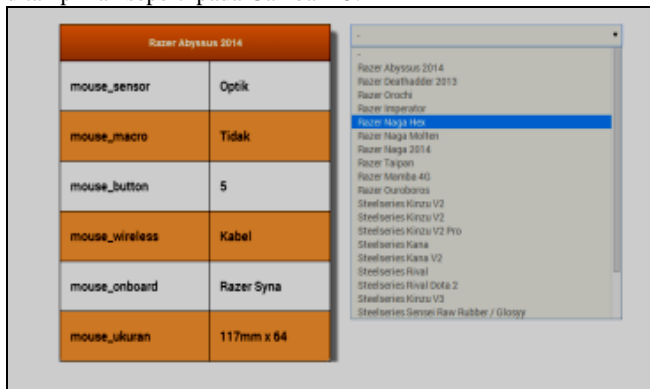 Razer Abyssus 2014
mouse_sensor Optik
mouse_macro Tidak
mouse_button 5
mouse_wireless Kabel
mouse_onboard Razer Syna
mouse_ukuran 117mm x 64
-
-
Razer Abyssus 2014
Razer Deathadder 2013
Razer Orochi
Razer Imperator
Razer Naga Hex
Razer Naga Molten
Razer Naga 2014
Razer Taipan
Razer Mamba 4G
Razer Ouroboros
Steelseries Kinzu V2
Steelseries Kinzu V2
Steelseries Kinzu V2 Pro
Steelseries Kana
Steelseries Kana V2
Steelseries Rival
Steelseries Rival Dota 2
Steelseries Kinzu V3
Steelseries Sensei Raw Rubber / Glossy